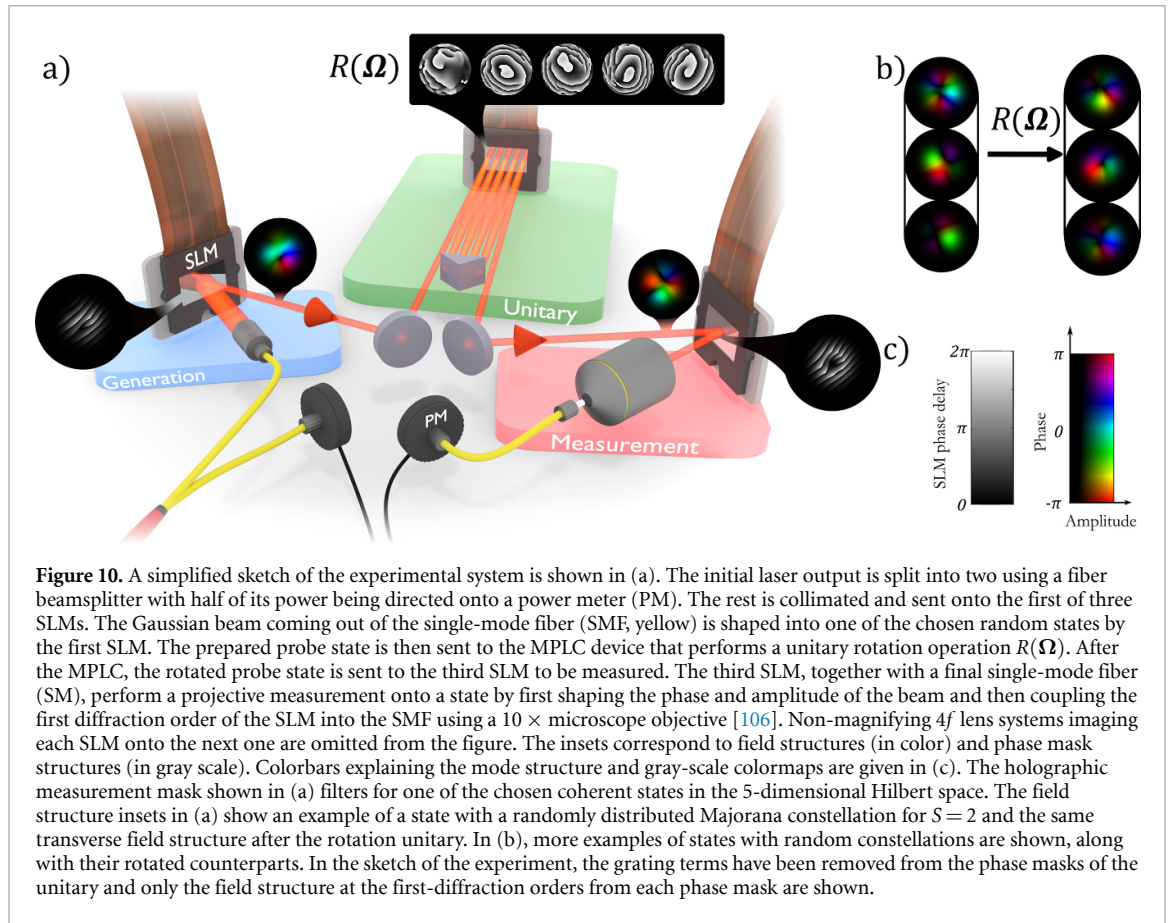 a)
R(Ω)
b)
R(Ω)
SLM
Unitary
Generation
PM
Measurement
c)
2π
π
0
SLM phase delay
π
0
-π
Phase
Amplitude
Figure 10. A simplified sketch of the experimental system is shown in (a). The initial laser output is split into two using a fiber
beamsplitter with half of its power being directed onto a power meter (PM). The rest is collimated and sent onto the first of three
SLMs. The Gaussian beam coming out of the single-mode fiber (SMF, yellow) is shaped into one of the chosen random states by
the first SLM. The prepared probe state is then sent to the MPLC device that performs a unitary rotation operation R(Ω). After
the MPLC, the rotated probe state is sent to the third SLM to be measured. The third SLM, together with a final single-mode fiber
(SM), perform a projective measurement onto a state by first shaping the phase and amplitude of the beam and then coupling the
first diffraction order of the SLM into the SMF using a 10 × microscope objective [106]. Non-magnifying 4f lens systems imaging
each SLM onto the next one are omitted from the figure. The insets correspond to field structures (in color) and phase mask
structures (in gray scale). Colorbars explaining the mode structure and gray-scale colormaps are given in (c). The holographic
measurement mask shown in (a) filters for one of the chosen coherent states in the 5-dimensional Hilbert space. The field
structure insets in (a) show an example of a state with a randomly distributed Majorana constellation for S = 2 and the same
transverse field structure after the rotation unitary. In (b), more examples of states with random constellations are shown, along
with their rotated counterparts. In the sketch of the experiment, the grating terms have been removed from the phase masks of the
unitary and only the field structure at the first-diffraction orders from each phase mask are shown.